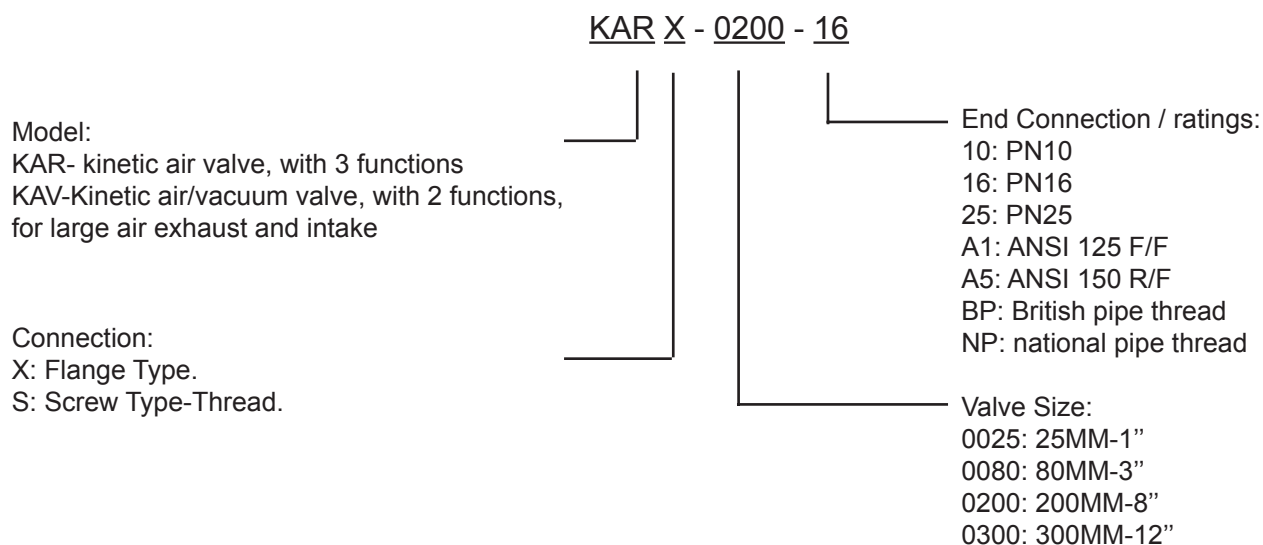 KAR X - 0200 - 16
Model:
KAR- kinetic air valve, with 3 functions
KAV-Kinetic air/vacuum valve, with 2 functions,
for large air exhaust and intake
Connection:
X: Flange Type.
S: Screw Type-Thread.
End Connection / ratings:
10: PN10
16: PN16
25: PN25
A1: ANSI 125 F/F
A5: ANSI 150 R/F
BP: British pipe thread
NP: national pipe thread
Valve Size:
0025: 25MM-1’’
0080: 80MM-3’’
0200: 200MM-8’’
0300: 300MM-12’’